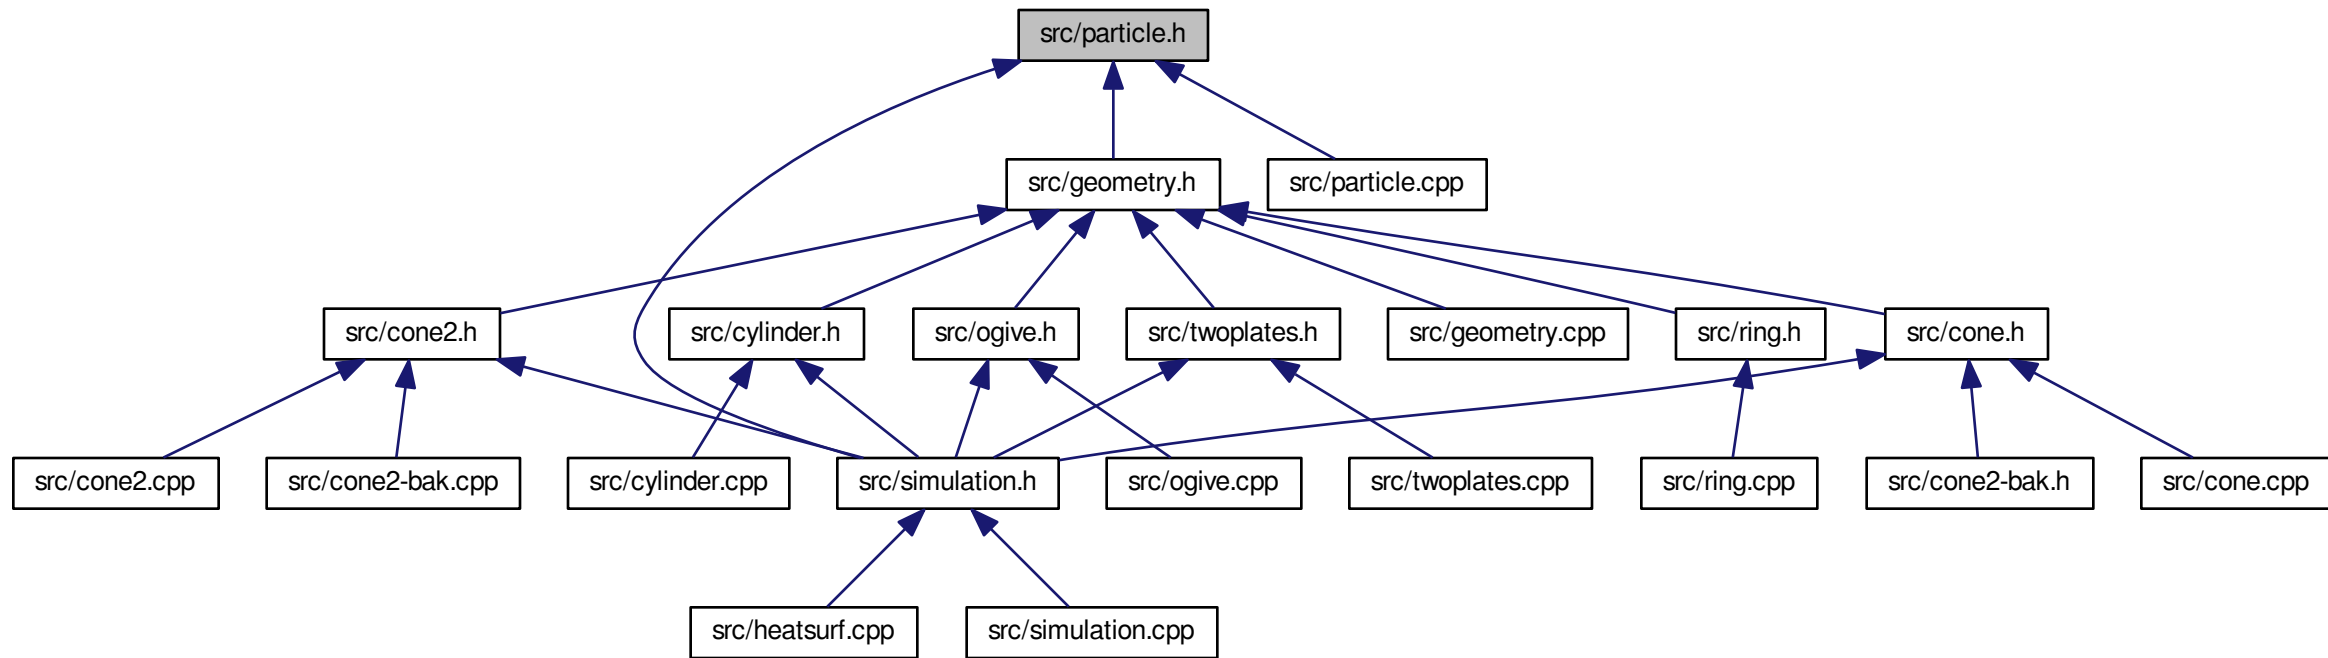 src/particle.h
src/geometry.h
src/particle.cpp
src/cone2.h
src/cylinder.h
src/ogive.h
src/twoplates.h
src/geometry.cpp
src/ring.h
src/cone.h
src/cone2.cpp
src/cone2-bak.cpp
src/cylinder.cpp
src/simulation.h
src/ogive.cpp
src/twoplates.cpp
src/ring.cpp
src/cone2-bak.h
src/cone.cpp
src/heatsurf.cpp
src/simulation.cpp